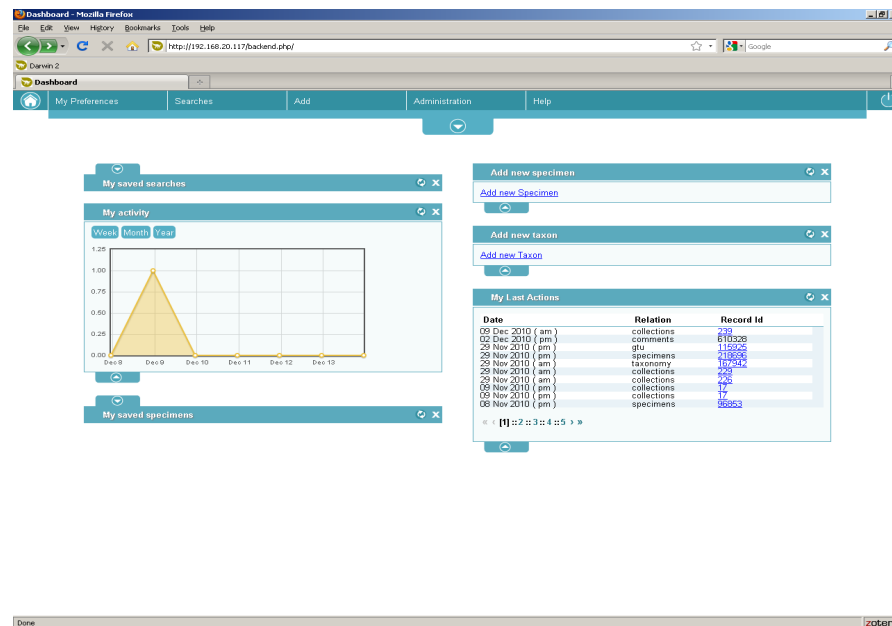 Dashboard - Mozilla Firefox
File Edit View History Bookmarks Tools Help
http://192.168.20.117/backend.php/
Google
Darwin 2
Dashboard
My Preferences Searches Add Administration Help
My saved searches
My activity
Week Month Year
1.25
1.00
0.75
0.50
0.25
0.00
Dec 8 Dec 9 Dec 10 Dec 11 Dec 12 Dec 13
My saved specimens
Add new specimen
Add new Specimen
Add new taxon
Add new Taxon
My Last Actions
Date Relation Record Id
09 Dec 2010 ( am ) collections 239
02 Dec 2010 ( pm ) comments 610328
29 Nov 2010 ( pm ) gtu 115925
29 Nov 2010 ( pm ) specimens 218696
29 Nov 2010 ( am ) taxonomy 167942
29 Nov 2010 ( am ) collections 229
29 Nov 2010 ( am ) collections 226
09 Nov 2010 ( pm ) collections 17
09 Nov 2010 ( pm ) collections 17
08 Nov 2010 ( pm ) specimens 96853
« ‹ [1] ::2 :: 3 :: 4 ::5 › »
Done
zoter